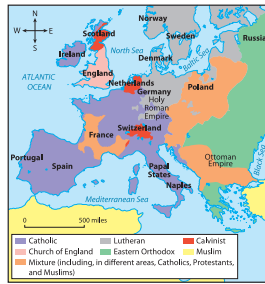 N
W E
S
Norway
Sweden
Russia
Scotland
North Sea
Ireland
Denmark
Baltic Sea
ATLANTIC
OCEAN
England
Netherlands
Poland
Germany
Holy
Roman
Empire
France
Switzerland
Ottoman
Empire
Black Sea
Portugal
Spain
Papal
States
Naples
Mediterranean Sea
0 500 miles
Catholic Lutheran Calvinist
Church of England Eastern Orthodox Muslim
Mixture (including, in different areas, Catholics, Protestants,
and Muslims)